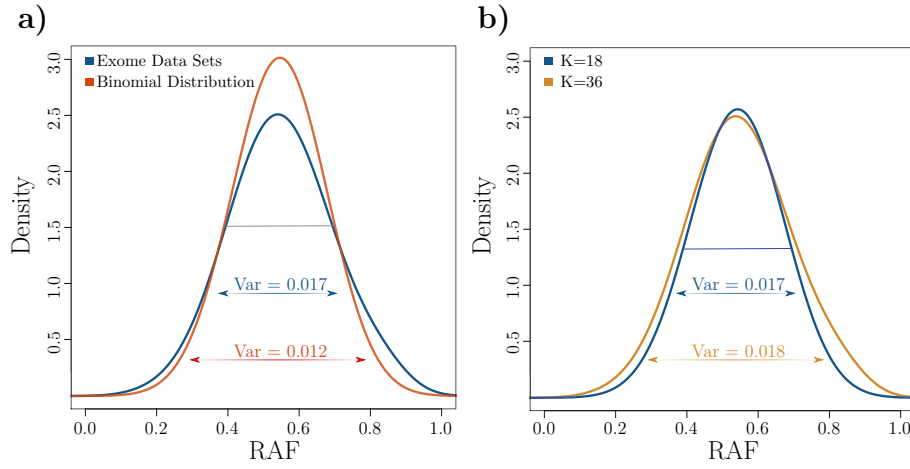 a)
Exome Data Sets
Binomial Distribution
Density
3.0
2.5
2.0
1.5
1.0
0.5
Var = 0.017
Var = 0.012
0.0 0.2 0.4 0.6 0.8 1.0
RAF
b)
K=18
K=36
Density
3.0
2.5
2.0
1.5
1.0
0.5
Var = 0.017
Var = 0.018
0.0 0.2 0.4 0.6 0.8 1.0
RAF